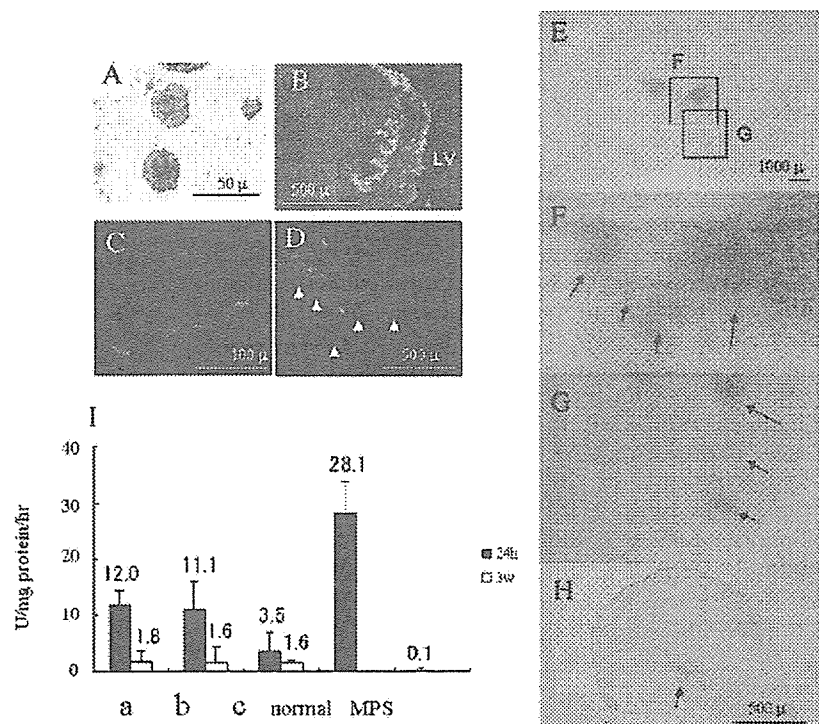 A
50 μ
B
LV
500 μ
C
100 μ
D
500 μ
E
F
G
1000 μ
F
G
H
500 μ
I
U/mg protein/hr
40
30
20
10
0
12.0
1.8
11.1
1.6
3.5
1.6
28.1
0.1
24h
3w
a b c normal MPS